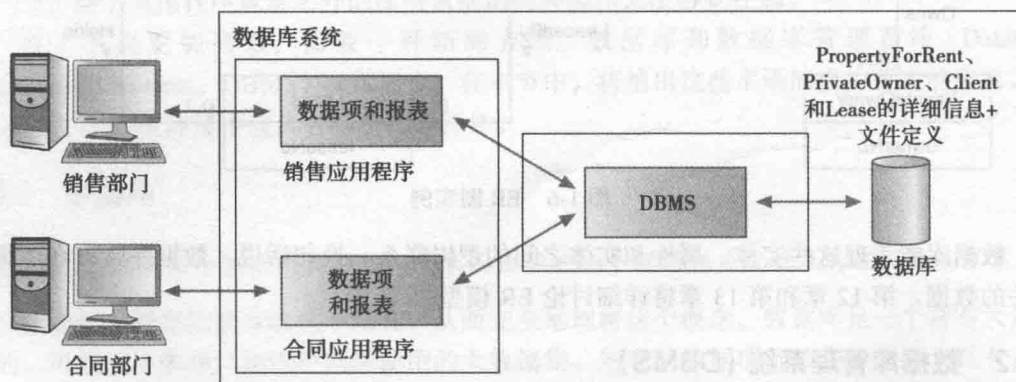 数据库系统
PropertyForRent、
PrivateOwner、Client
和Lease的详细信息+
文件定义
数据项和报表
销售部门
销售应用程序
DBMS
数据项
和报表
数据库
合同部门
合同应用程序